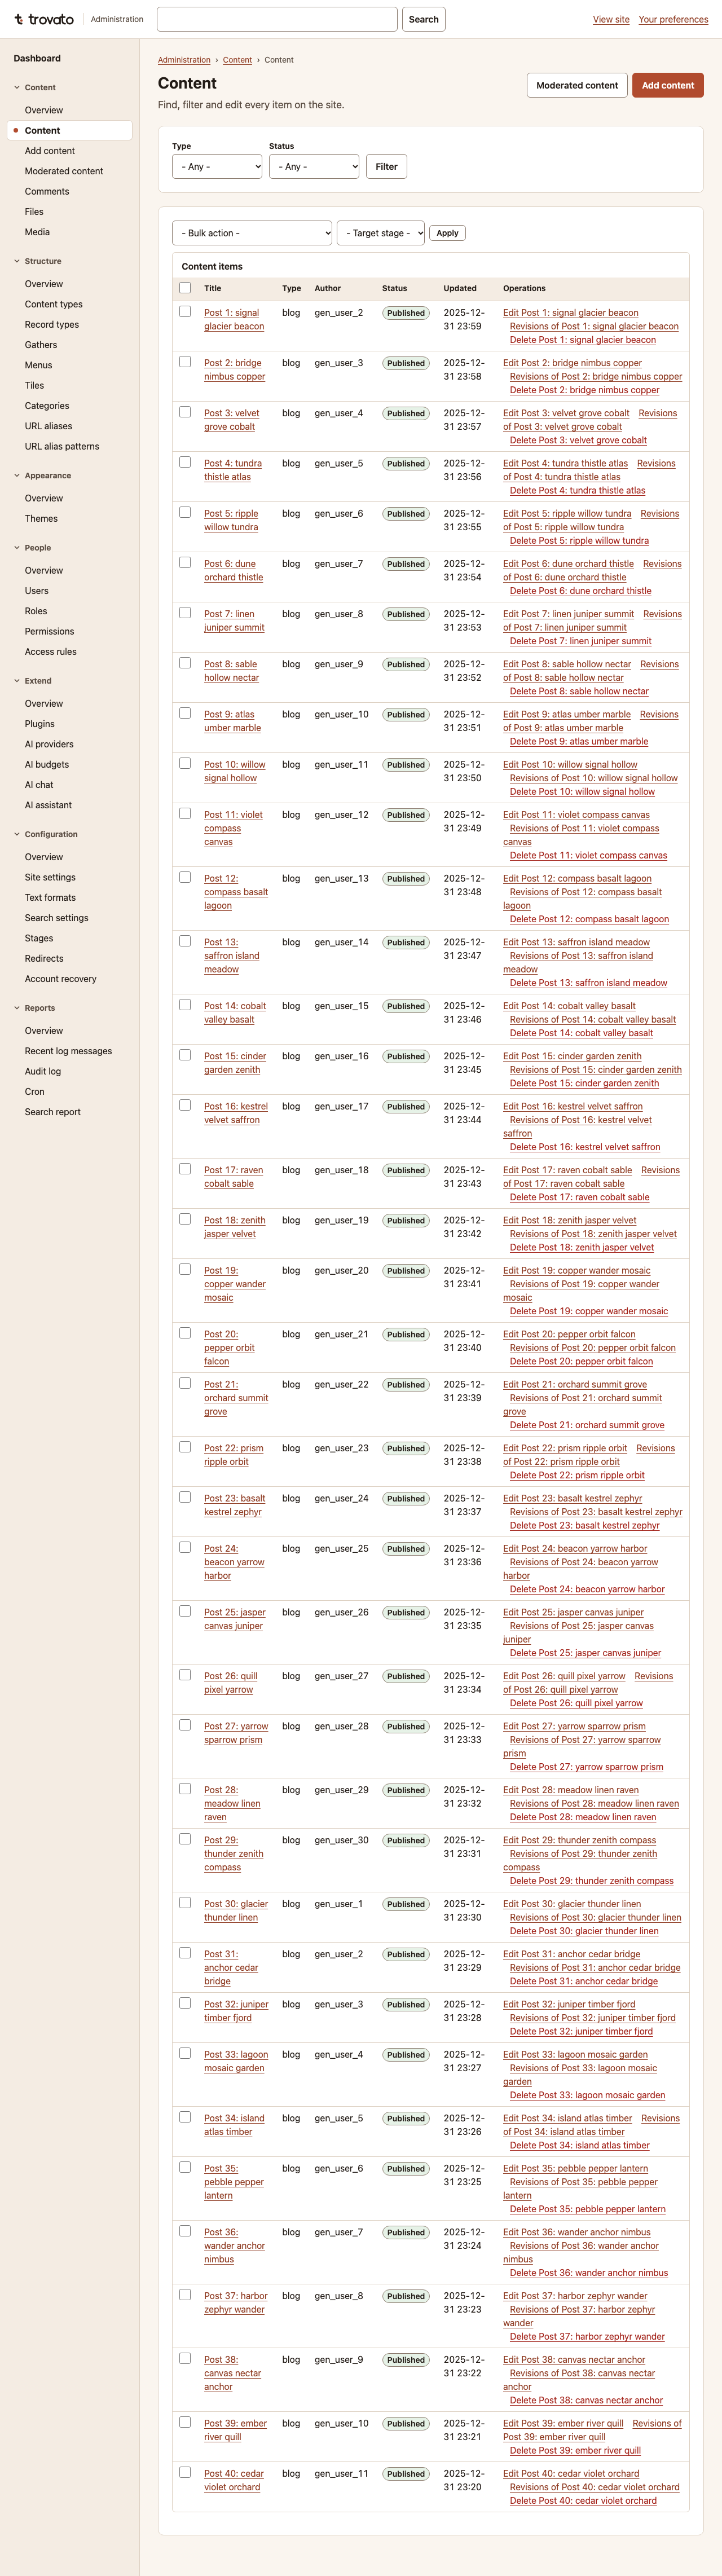 trovato
Administration
Search
View site
Your preferences
Dashboard
Content
Overview
Content
Add content
Moderated content
Comments
Files
Media
Structure
Overview
Content types
Record types
Gathers
Menus
Tiles
Categories
URL aliases
URL alias patterns
Appearance
Overview
Themes
People
Overview
Users
Roles
Permissions
Access rules
Extend
Overview
Plugins
AI providers
AI budgets
AI chat
AI assistant
Configuration
Overview
Site settings
Text formats
Search settings
Stages
Redirects
Account recovery
Reports
Overview
Recent log messages
Audit log
Cron
Search report
Administration › Content › Content
Content
Find, filter and edit every item on the site.
Moderated content
Add content
Type
Status
- Any -
- Any -
Filter
- Bulk action -
- Target stage -
Apply
Content items
Title Type Author Status Updated Operations
Post 1: signal blog gen_user_2 Published 2025-12- Edit Post 1: signal glacier beacon
glacier beacon 31 23:59 Revisions of Post 1: signal glacier beacon
Delete Post 1: signal glacier beacon
Post 2: bridge blog gen_user_3 Published 2025-12- Edit Post 2: bridge nimbus copper
nimbus copper 31 23:58 Revisions of Post 2: bridge nimbus copper
Delete Post 2: bridge nimbus copper
Post 3: velvet blog gen_user_4 Published 2025-12- Edit Post 3: velvet grove cobalt Revisions
grove cobalt 31 23:57 of Post 3: velvet grove cobalt
Delete Post 3: velvet grove cobalt
Post 4: tundra blog gen_user_5 Published 2025-12- Edit Post 4: tundra thistle atlas Revisions
thistle atlas 31 23:56 of Post 4: tundra thistle atlas
Delete Post 4: tundra thistle atlas
Post 5: ripple blog gen_user_6 Published 2025-12- Edit Post 5: ripple willow tundra Revisions
willow tundra 31 23:55 of Post 5: ripple willow tundra
Delete Post 5: ripple willow tundra
Post 6: dune blog gen_user_7 Published 2025-12- Edit Post 6: dune orchard thistle Revisions
orchard thistle 31 23:54 of Post 6: dune orchard thistle
Delete Post 6: dune orchard thistle
Post 7: linen blog gen_user_8 Published 2025-12- Edit Post 7: linen juniper summit Revisions
juniper summit 31 23:53 of Post 7: linen juniper summit
Delete Post 7: linen juniper summit
Post 8: sable blog gen_user_9 Published 2025-12- Edit Post 8: sable hollow nectar Revisions
hollow nectar 31 23:52 of Post 8: sable hollow nectar
Delete Post 8: sable hollow nectar
Post 9: atlas blog gen_user_10 Published 2025-12- Edit Post 9: atlas umber marble Revisions
umber marble 31 23:51 of Post 9: atlas umber marble
Delete Post 9: atlas umber marble
Post 10: willow blog gen_user_11 Published 2025-12- Edit Post 10: willow signal hollow
signal hollow 31 23:50 Revisions of Post 10: willow signal hollow
Delete Post 10: willow signal hollow
Post 11: violet blog gen_user_12 Published 2025-12- Edit Post 11: violet compass canvas
compass 31 23:49 Revisions of Post 11: violet compass
canvas canvas
Delete Post 11: violet compass canvas
Post 12: blog gen_user_13 Published 2025-12- Edit Post 12: compass basalt lagoon
compass basalt 31 23:48 Revisions of Post 12: compass basalt
lagoon lagoon
Delete Post 12: compass basalt lagoon
Post 13: blog gen_user_14 Published 2025-12- Edit Post 13: saffron island meadow
saffron island 31 23:47 Revisions of Post 13: saffron island
meadow meadow
Delete Post 13: saffron island meadow
Post 14: cobalt blog gen_user_15 Published 2025-12- Edit Post 14: cobalt valley basalt
valley basalt 31 23:46 Revisions of Post 14: cobalt valley basalt
Delete Post 14: cobalt valley basalt
Post 15: cinder blog gen_user_16 Published 2025-12- Edit Post 15: cinder garden zenith
garden zenith 31 23:45 Revisions of Post 15: cinder garden zenith
Delete Post 15: cinder garden zenith
Post 16: kestrel blog gen_user_17 Published 2025-12- Edit Post 16: kestrel velvet saffron
velvet saffron 31 23:44 Revisions of Post 16: kestrel velvet
saffron
Delete Post 16: kestrel velvet saffron
Post 17: raven blog gen_user_18 Published 2025-12- Edit Post 17: raven cobalt sable Revisions
cobalt sable 31 23:43 of Post 17: raven cobalt sable
Delete Post 17: raven cobalt sable
Post 18: zenith blog gen_user_19 Published 2025-12- Edit Post 18: zenith jasper velvet
jasper velvet 31 23:42 Revisions of Post 18: zenith jasper velvet
Delete Post 18: zenith jasper velvet
Post 19: blog gen_user_20 Published 2025-12- Edit Post 19: copper wander mosaic
copper wander 31 23:41 Revisions of Post 19: copper wander
mosaic mosaic
Delete Post 19: copper wander mosaic
Post 20: blog gen_user_21 Published 2025-12- Edit Post 20: pepper orbit falcon
pepper orbit 31 23:40 Revisions of Post 20: pepper orbit falcon
falcon Delete Post 20: pepper orbit falcon
Post 21: blog gen_user_22 Published 2025-12- Edit Post 21: orchard summit grove
orchard summit 31 23:39 Revisions of Post 21: orchard summit
grove grove
Delete Post 21: orchard summit grove
Post 22: prism blog gen_user_23 Published 2025-12- Edit Post 22: prism ripple orbit Revisions
ripple orbit 31 23:38 of Post 22: prism ripple orbit
Delete Post 22: prism ripple orbit
Post 23: basalt blog gen_user_24 Published 2025-12- Edit Post 23: basalt kestrel zephyr
kestrel zephyr 31 23:37 Revisions of Post 23: basalt kestrel zephyr
Delete Post 23: basalt kestrel zephyr
Post 24: blog gen_user_25 Published 2025-12- Edit Post 24: beacon yarrow harbor
beacon yarrow 31 23:36 Revisions of Post 24: beacon yarrow
harbor harbor
Delete Post 24: beacon yarrow harbor
Post 25: jasper blog gen_user_26 Published 2025-12- Edit Post 25: jasper canvas juniper
canvas juniper 31 23:35 Revisions of Post 25: jasper canvas
juniper
Delete Post 25: jasper canvas juniper
Post 26: quill blog gen_user_27 Published 2025-12- Edit Post 26: quill pixel yarrow Revisions
pixel yarrow 31 23:34 of Post 26: quill pixel yarrow
Delete Post 26: quill pixel yarrow
Post 27: yarrow blog gen_user_28 Published 2025-12- Edit Post 27: yarrow sparrow prism
sparrow prism 31 23:33 Revisions of Post 27: yarrow sparrow
prism
Delete Post 27: yarrow sparrow prism
Post 28: blog gen_user_29 Published 2025-12- Edit Post 28: meadow linen raven
meadow linen 31 23:32 Revisions of Post 28: meadow linen raven
raven Delete Post 28: meadow linen raven
Post 29: blog gen_user_30 Published 2025-12- Edit Post 29: thunder zenith compass
thunder zenith 31 23:31 Revisions of Post 29: thunder zenith
compass compass
Delete Post 29: thunder zenith compass
Post 30: glacier blog gen_user_1 Published 2025-12- Edit Post 30: glacier thunder linen
thunder linen 31 23:30 Revisions of Post 30: glacier thunder linen
Delete Post 30: glacier thunder linen
Post 31: blog gen_user_2 Published 2025-12- Edit Post 31: anchor cedar bridge
anchor cedar 31 23:29 Revisions of Post 31: anchor cedar bridge
bridge Delete Post 31: anchor cedar bridge
Post 32: juniper blog gen_user_3 Published 2025-12- Edit Post 32: juniper timber fjord
timber fjord 31 23:28 Revisions of Post 32: juniper timber fjord
Delete Post 32: juniper timber fjord
Post 33: lagoon blog gen_user_4 Published 2025-12- Edit Post 33: lagoon mosaic garden
mosaic garden 31 23:27 Revisions of Post 33: lagoon mosaic
garden
Delete Post 33: lagoon mosaic garden
Post 34: island blog gen_user_5 Published 2025-12- Edit Post 34: island atlas timber Revisions
atlas timber 31 23:26 of Post 34: island atlas timber
Delete Post 34: island atlas timber
Post 35: blog gen_user_6 Published 2025-12- Edit Post 35: pebble pepper lantern
pebble pepper 31 23:25 Revisions of Post 35: pebble pepper
lantern lantern
Delete Post 35: pebble pepper lantern
Post 36: blog gen_user_7 Published 2025-12- Edit Post 36: wander anchor nimbus
wander anchor 31 23:24 Revisions of Post 36: wander anchor
nimbus nimbus
Delete Post 36: wander anchor nimbus
Post 37: harbor blog gen_user_8 Published 2025-12- Edit Post 37: harbor zephyr wander
zephyr wander 31 23:23 Revisions of Post 37: harbor zephyr
wander
Delete Post 37: harbor zephyr wander
Post 38: blog gen_user_9 Published 2025-12- Edit Post 38: canvas nectar anchor
canvas nectar 31 23:22 Revisions of Post 38: canvas nectar
anchor anchor
Delete Post 38: canvas nectar anchor
Post 39: ember blog gen_user_10 Published 2025-12- Edit Post 39: ember river quill Revisions of
river quill 31 23:21 Post 39: ember river quill
Delete Post 39: ember river quill
Post 40: cedar blog gen_user_11 Published 2025-12- Edit Post 40: cedar violet orchard
violet orchard 31 23:20 Revisions of Post 40: cedar violet orchard
Delete Post 40: cedar violet orchard